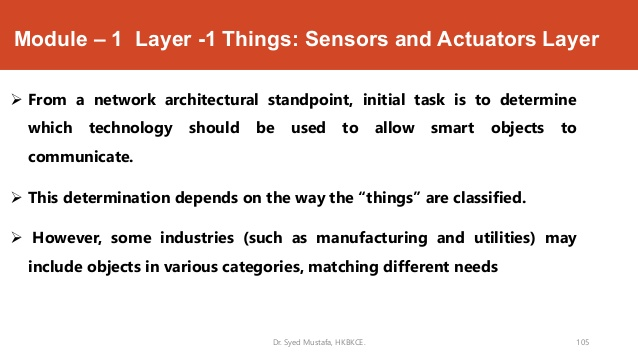 Module – 1  Layer -1 Things: Sensors and Actuators Layer
➢ From a network architectural standpoint, initial task is to determine
which technology should be used to allow smart objects to
communicate.
➢ This determination depends on the way the “things” are classified.
➢ However, some industries (such as manufacturing and utilities) may
include objects in various categories, matching different needs
Dr. Syed Mustafa, HKBKCE.
105